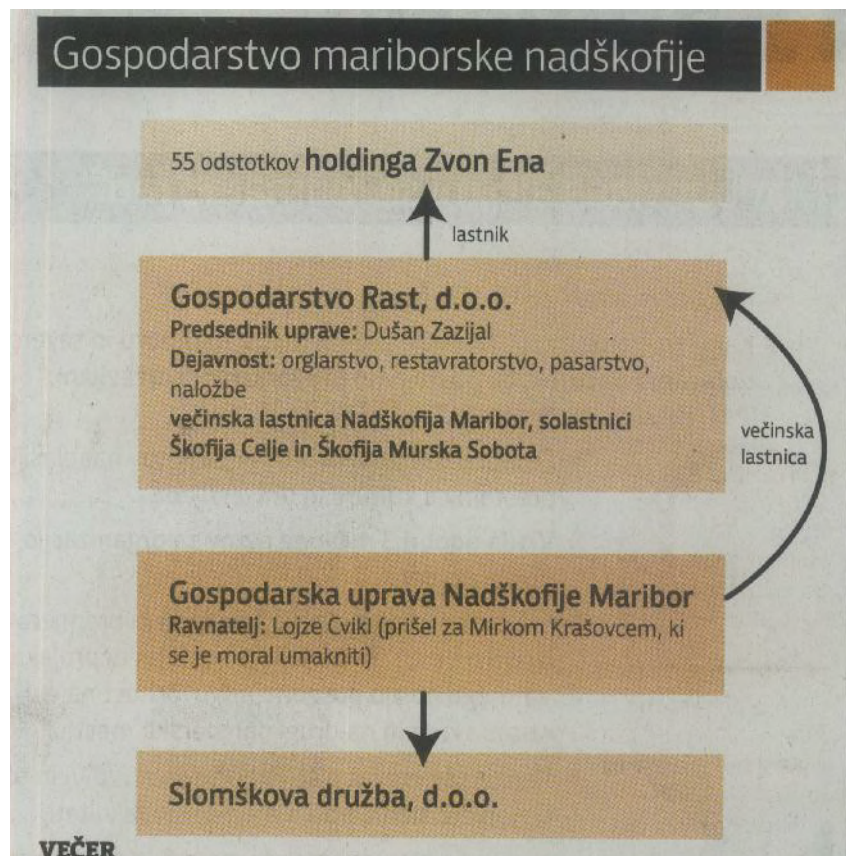 Gospodarstvo mariborske nadškofije
55 odstotkov holdinga Zvon Ena
lastnik
Gospodarstvo Rast, d.o.o.
Predsednik uprave: Dušan Zazijal
Dejavnost: orglarstvo, restavratorstvo, pasarstvo,
naložbe
večinska lastnica Nadškofija Maribor, solastnici
Škofija Celje in Škofija Murska Sobota
večinska
lastnica
Gospodarska uprava Nadškofije Maribor
Ravnatelj: Lojze Cvikl (prišel za Mirkom Krašovcem, ki
se je moral umakniti)
Slomškova družba, d.o.o.
VEČER